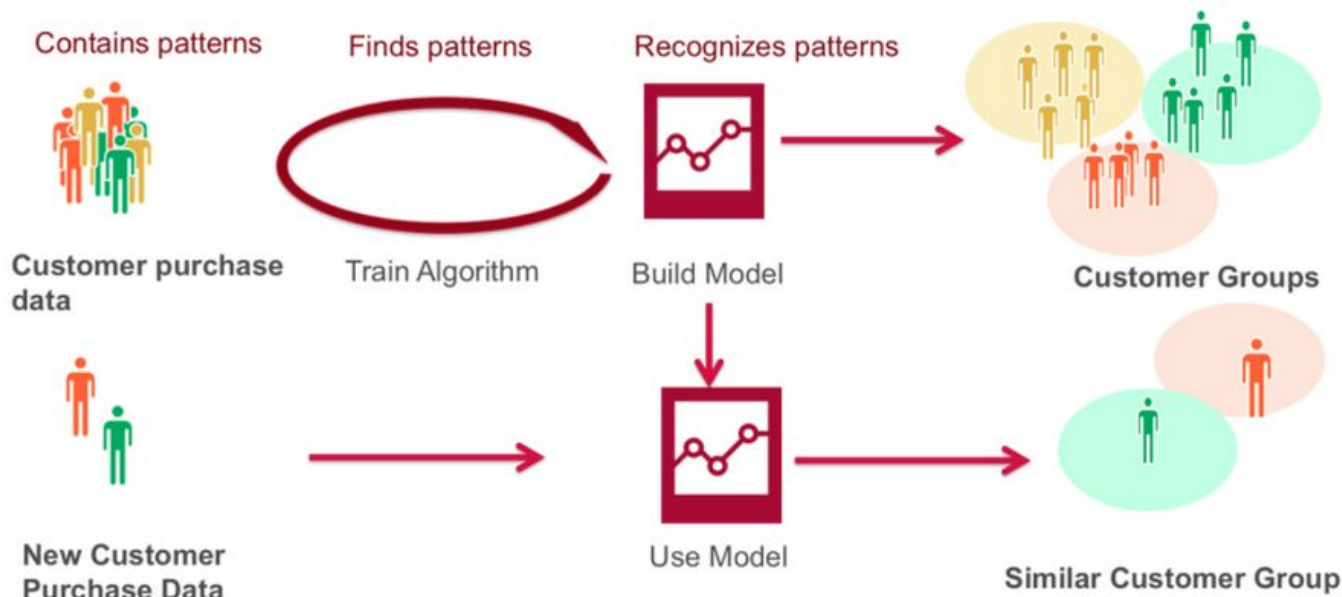 Contains patterns
Finds patterns
Recognizes patterns
Customer purchase
data
Train Algorithm
Build Model
Customer Groups
New Customer
Purchase Data
Use Model
Similar Customer Group